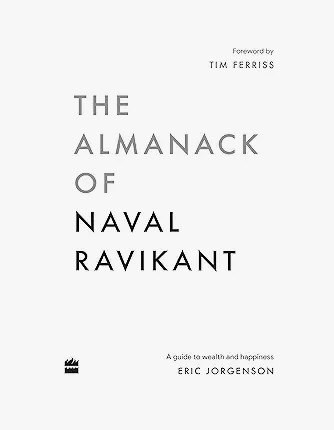 Foreword by
TIM FERRISS
THE
ALMANACK
OF
NAVAL
RAVIKANT
A guide to wealth and happiness
ERIC JORGENSON